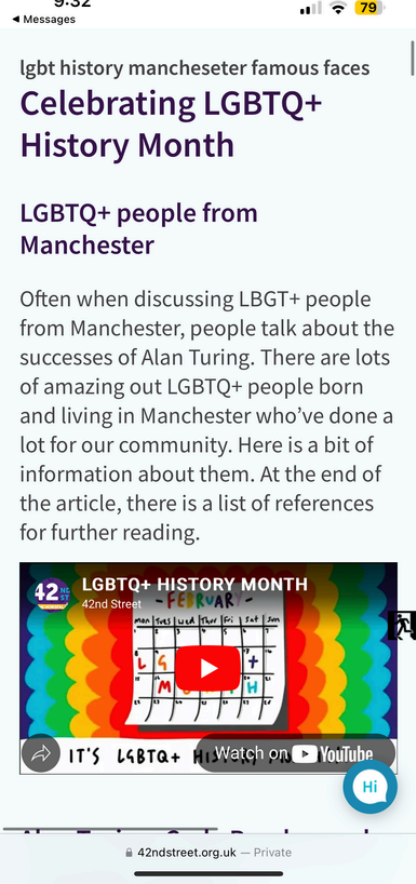 9:32
79
◀ Messages
lgbt history mancheseter famous faces
Celebrating LGBTQ+
History Month
LGBTQ+ people from
Manchester
Often when discussing LBGT+ people
from Manchester, people talk about the
successes of Alan Turing. There are lots
of amazing out LGBTQ+ people born
and living in Manchester who’ve done a
lot for our community. Here is a bit of
information about them. At the end of
the article, there is a list of references
for further reading.
42ND ST
LGBTQ+ HISTORY MONTH
42nd Street
- FEBRUARY -
Mon Tues Wed Thur Fri Sat Sun
L G +
M H
IT'S LGBTQ+
Watch on YouTube
Hi
42ndstreet.org.uk — Private